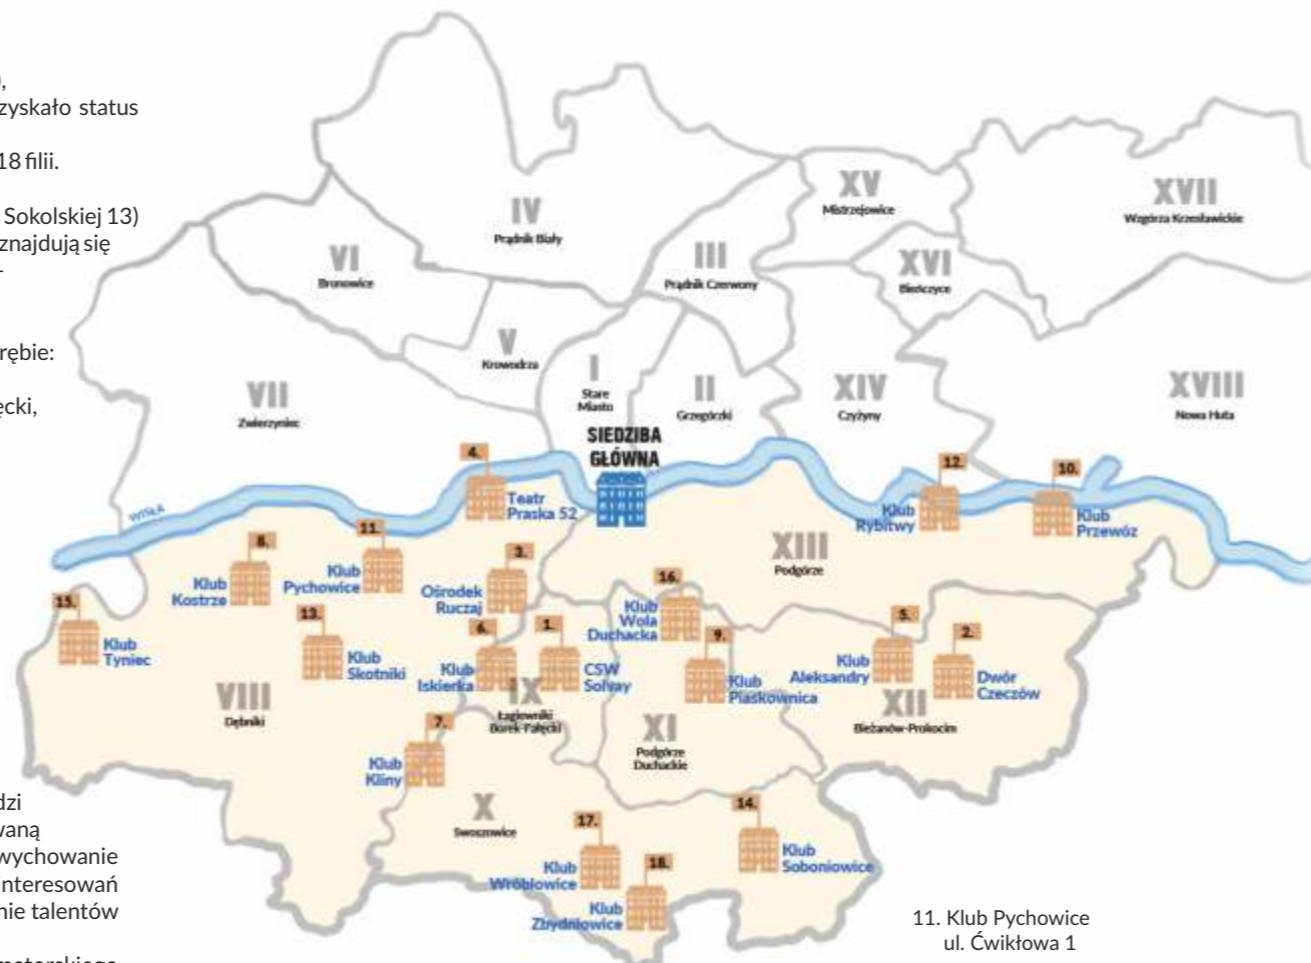 ,
zyskało status
18 filii.
Sokolskiej 13)
znajdują się
-
rębie:
ęcki,
dzi
waną
wychowanie
interesowań
nie talentów
matorskiego
IV
Prądnik Biały
XV
Mistrzejowice
XVII
Wzgórza Krzesławickie
VI
Bronowice
III
Prądnik Czerwony
XVI
Bieńczyce
V
Krowodrza
VII
Zwierzyniec
I
Stare
Miasto
II
Grzegórzki
XIV
Czyżyny
XVIII
Nowa Huta
SIEDZIBA
GŁÓWNA
WISŁA
4.
Teatr
Praska 52
12.
Klub
Rybitwy
10.
Klub
Przewóz
8.
Klub
Kostrze
11.
Klub
Pychowice
3.
Ośrodek
Ruczaj
XIII
Podgórze
15.
Klub
Tyniec
13.
Klub
Skotniki
6.
Klub
Iskierka
1.
CSW
Solvay
16.
Klub
Wola
Duchacka
9.
Klub
Piaskownica
5.
Klub
Aleksandry
2.
Dwór
Czeczów
VIII
Dębniki
IX
Łagiewniki
Borek-Fałęcki
XI
Podgórze
Duchackie
XII
Bieżanów-Prokocim
7.
Klub
Kliny
X
Swoszowice
17.
Klub
Wróblowice
18.
Klub
Zbydniowice
14.
Klub
Soboniowice
11. Klub Pychowice
ul. Ćwikłowa 1